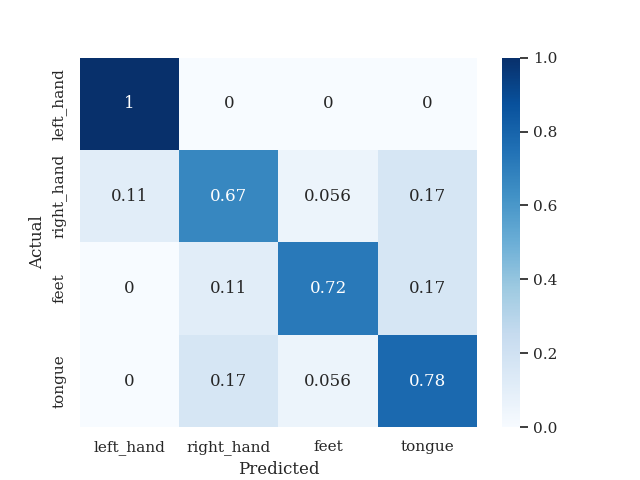 left_hand 1 0 0 0 1.0
right_hand 0.11 0.67 0.056 0.17 0.8
Actual 0.6
feet 0 0.11 0.72 0.17 0.4
tongue 0 0.17 0.056 0.78 0.2
0.0
left_hand right_hand feet tongue
Predicted